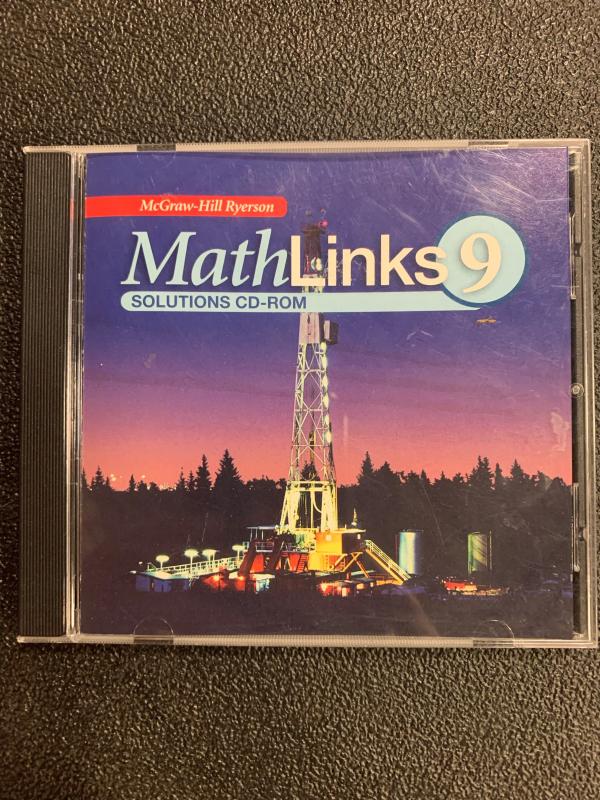 McGraw-Hill Ryerson
MathLinks 9
SOLUTIONS CD-ROM